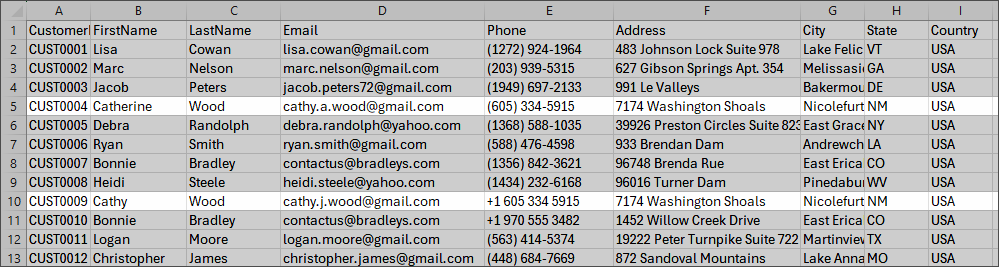 A B C D E F G H I
1 Customer FirstName LastName Email Phone Address City State Country
2 CUST0001 Lisa Cowan lisa.cowan@gmail.com (1272) 924-1964 483 Johnson Lock Suite 978 Lake Felic VT USA
3 CUST0002 Marc Nelson marc.nelson@gmail.com (203) 939-5315 627 Gibson Springs Apt. 354 Melissasi GA USA
4 CUST0003 Jacob Peters jacob.peters72@gmail.com (1949) 697-2133 991 Le Valleys Bakermou DE USA
5 CUST0004 Catherine Wood cathy.a.wood@gmail.com (605) 334-5915 7174 Washington Shoals Nicolefurt NM USA
6 CUST0005 Debra Randolph debra.randolph@yahoo.com (1368) 588-1035 39926 Preston Circles Suite 823 East Grace NY USA
7 CUST0006 Ryan Smith ryan.smith@gmail.com (588) 476-4598 933 Brendan Dam Andrewch LA USA
8 CUST0007 Bonnie Bradley contactus@bradleys.com (1356) 842-3621 96748 Brenda Rue East Erica CO USA
9 CUST0008 Heidi Steele heidi.steele@yahoo.com (1434) 232-6168 96016 Turner Dam Pinedabur WV USA
10 CUST0009 Cathy Wood cathy.j.wood@gmail.com +1 605 334 5915 7174 Washington Shoals Nicolefurt NM USA
11 CUST0010 Bonnie Bradley contactus@bradleys.com +1 970 555 3482 1452 Willow Creek Drive East Erica CO USA
12 CUST0011 Logan Moore logan.moore@gmail.com (563) 414-5374 19222 Peter Turnpike Suite 722 Martinview TX USA
13 CUST0012 Christopher James christopher.james@gmail.com (448) 684-7669 872 Sandoval Mountains Lake Anna MO USA